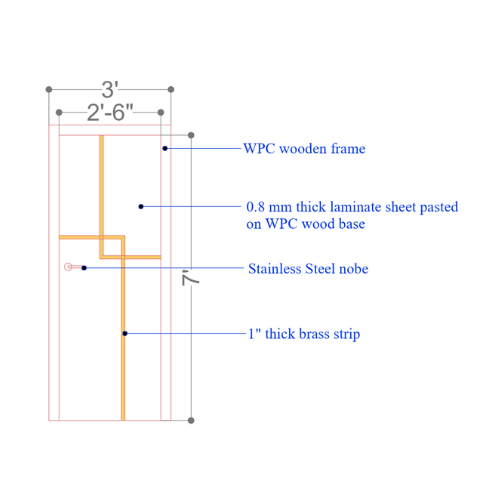 3'
2'-6"
WPC wooden frame
0.8 mm thick laminate sheet pasted
on WPC wood base
7'
Stainless Steel nobe
1" thick brass strip